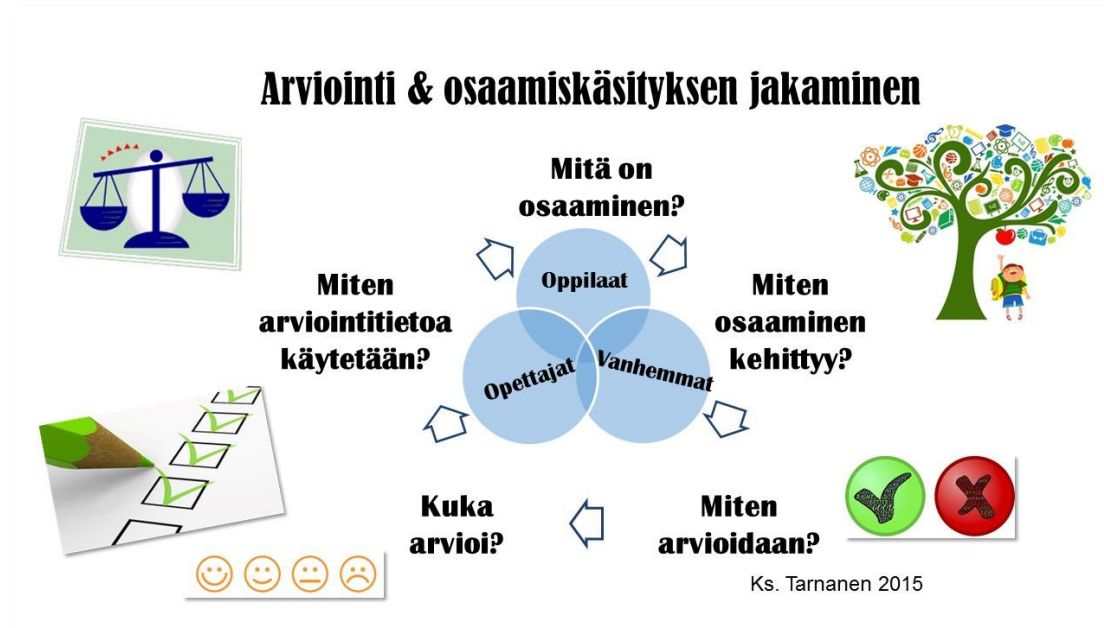 Arviointi & osaamiskäsityksen jakaminen
Mitä on
osaaminen?
Oppilaat
Miten
arviointitietoa
käytetään?
Miten
osaaminen
kehittyy?
Opettajat
Vanhemmat
Kuka
arvioi?
Miten
arvioidaan?
Ks. Tarnanen 2015